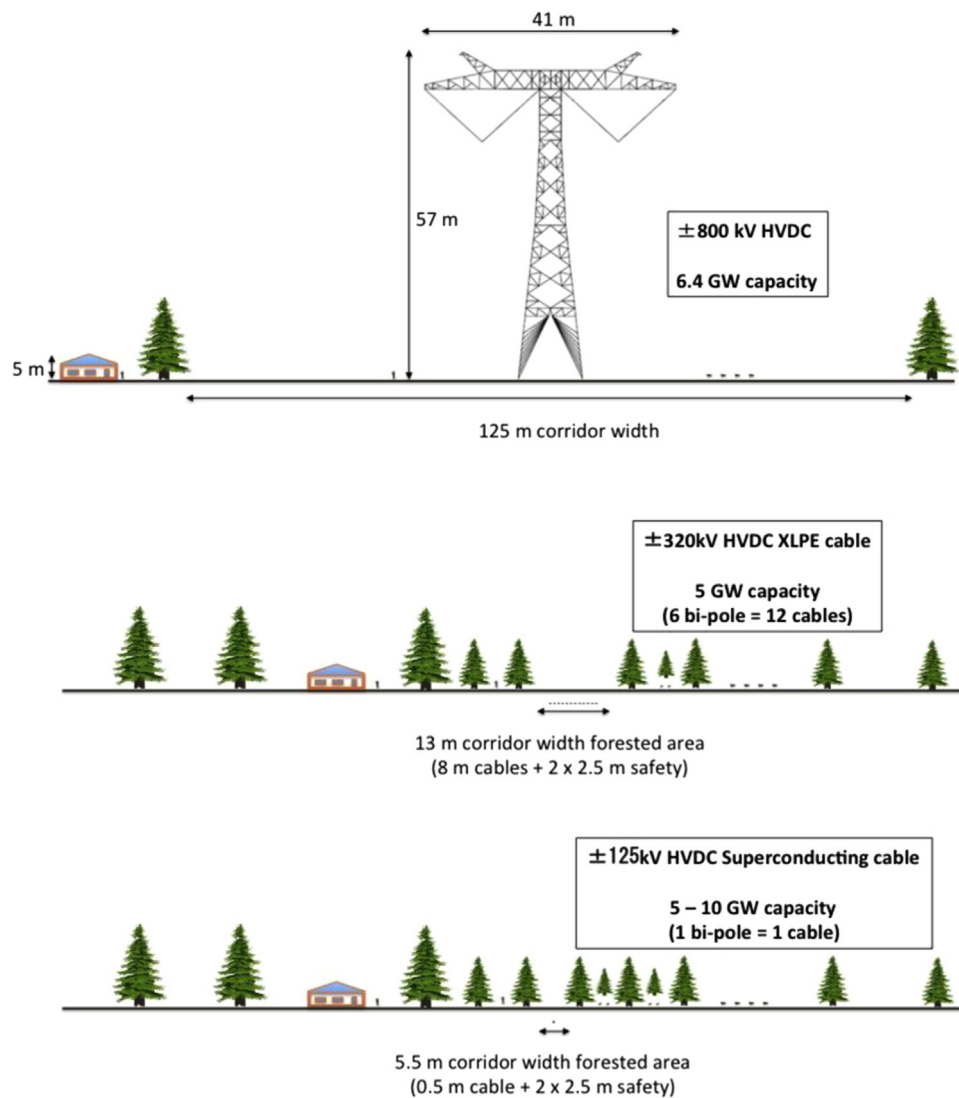 41 m
57 m
±800 kV HVDC
6.4 GW capacity
5 m
125 m corridor width
±320kV HVDC XLPE cable
5 GW capacity
(6 bi-pole = 12 cables)
13 m corridor width forested area
(8 m cables + 2 x 2.5 m safety)
±125kV HVDC Superconducting cable
5 – 10 GW capacity
(1 bi-pole = 1 cable)
5.5 m corridor width forested area
(0.5 m cable + 2 x 2.5 m safety)